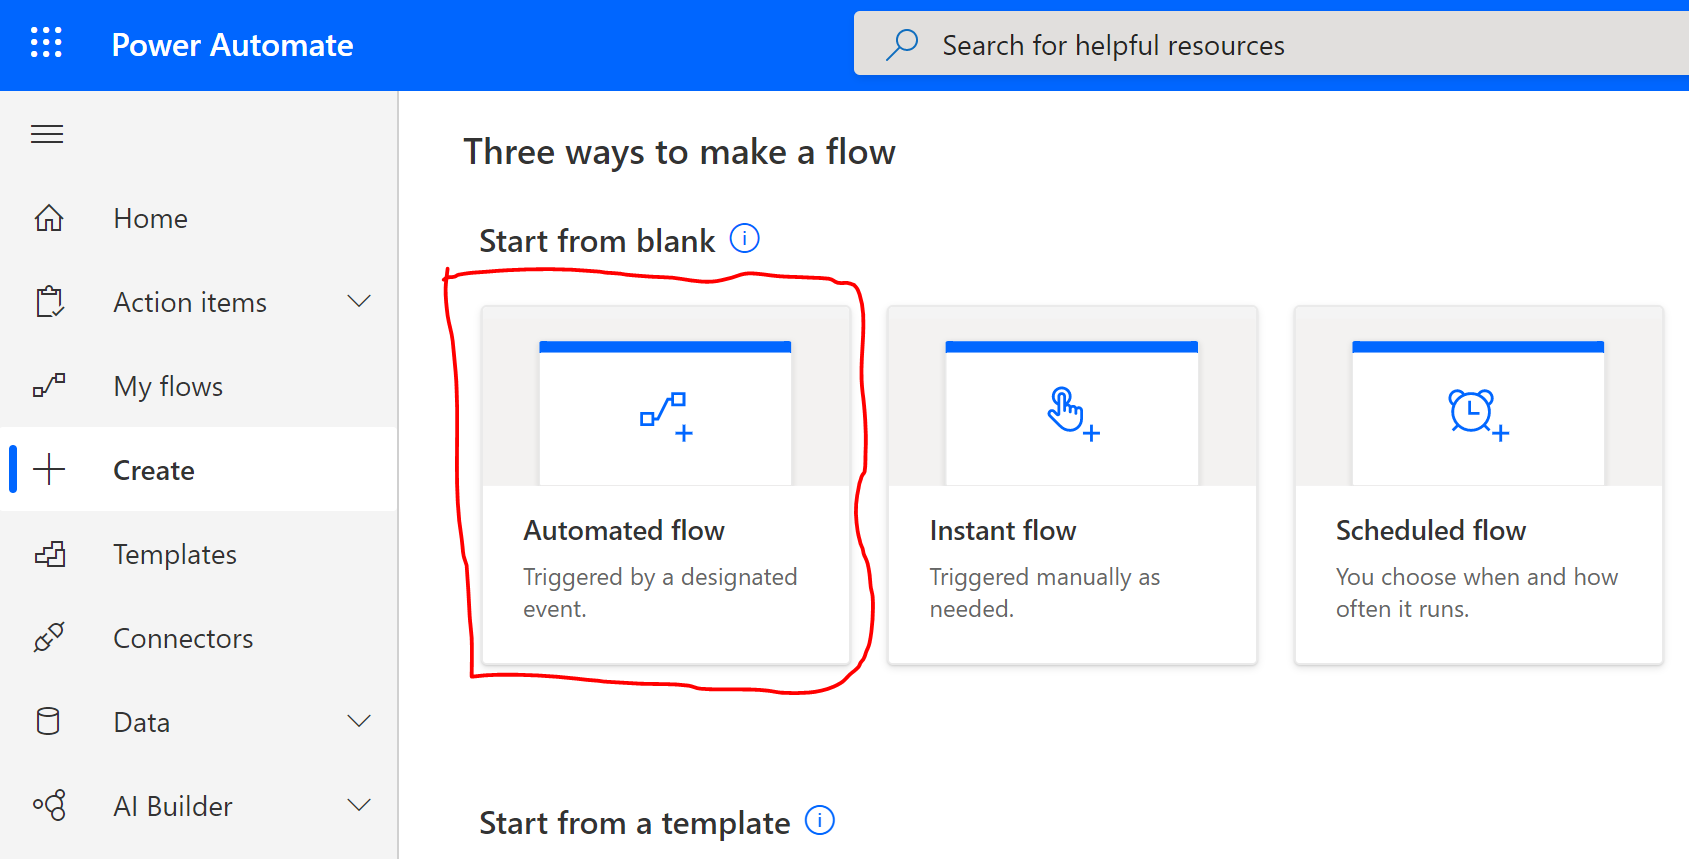 Power Automate
Search for helpful resources
Home
Action items
My flows
Create
Templates
Connectors
Data
AI Builder
Three ways to make a flow
Start from blank
Automated flow
Triggered by a designated
event.
Instant flow
Triggered manually as
needed.
Scheduled flow
You choose when and how
often it runs.
Start from a template